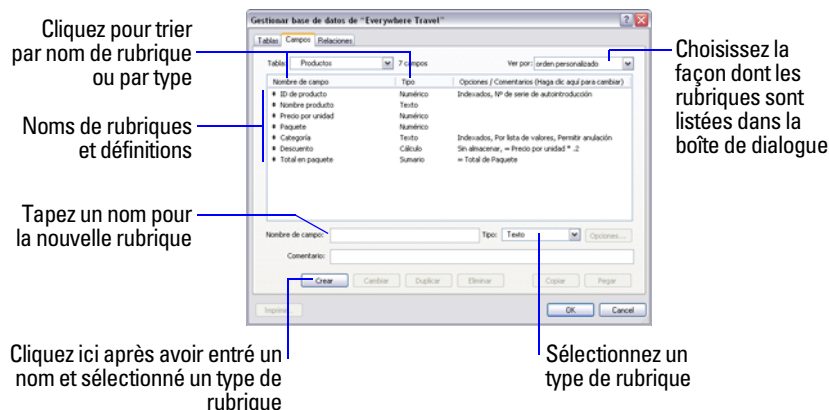 Cliquez pour trier
par nom de rubrique
ou par type
Noms de rubriques
et définitions
Tapez un nom pour
la nouvelle rubrique
Cliquez ici après avoir entré un
nom et sélectionné un type de
rubrique
Sélectionnez un
type de rubrique
Choisissez la
façon dont les
rubriques sont
listées dans la
boîte de dialogue
Gestionar base de datos de "Everywhere Travel"
Tablas Campos Relaciones
Tabla: Productos 7 campos Ver por: orden personalizado
Nombre de campo Tipo Opciones / Comentarios (Haga clic aquí para cambiar)
ID de producto Numérico Indexados, Nº de serie de autointroducción
Nombre producto Texto
Precio por unidad Numérico
Paquete Numérico
Categoría Texto Indexados, Por lista de valores, Permitir anulación
Descuento Cálculo Sin almacenar, = Precio por unidad * .2
Total en paquete Sumario = Total de Paquete
Nombre de campo: Tipo: Texto Opciones...
Comentario:
Crear Cambiar Duplicar Eliminar Copiar Pegar
Imprimir... OK Cancel